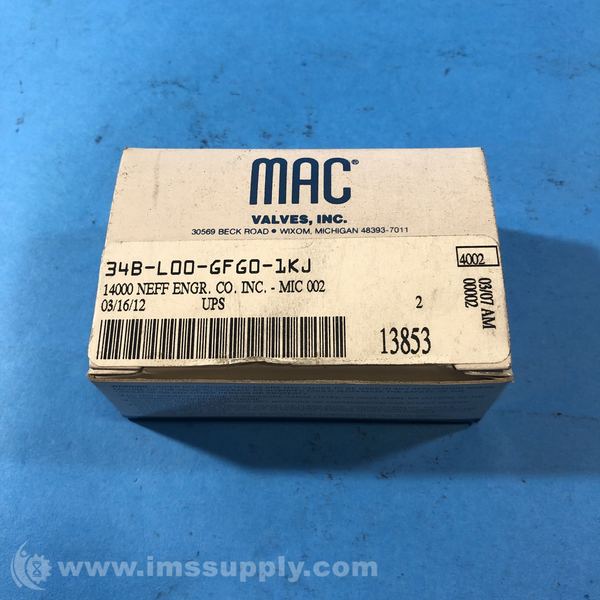 MAC®
VALVES, INC.
30569 BECK ROAD • WIXOM, MICHIGAN 48393-7011
34B-L00-GFG0-1KJ
14000 NEFF ENGR. CO. INC. - MIC 002
03/16/12 UPS 2
13853
4002
03/07 AM
00002
www.imssupply.com